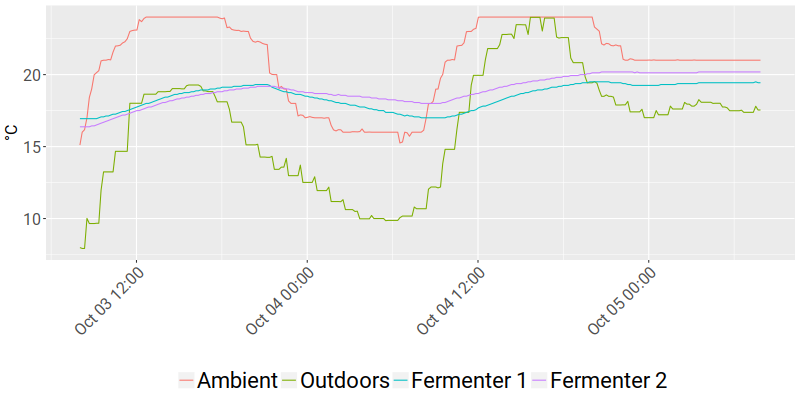 °C
20
15
10
Oct 03 12:00
Oct 04 00:00
Oct 04 12:00
Oct 05 00:00
Ambient Outdoors Fermenter 1 Fermenter 2